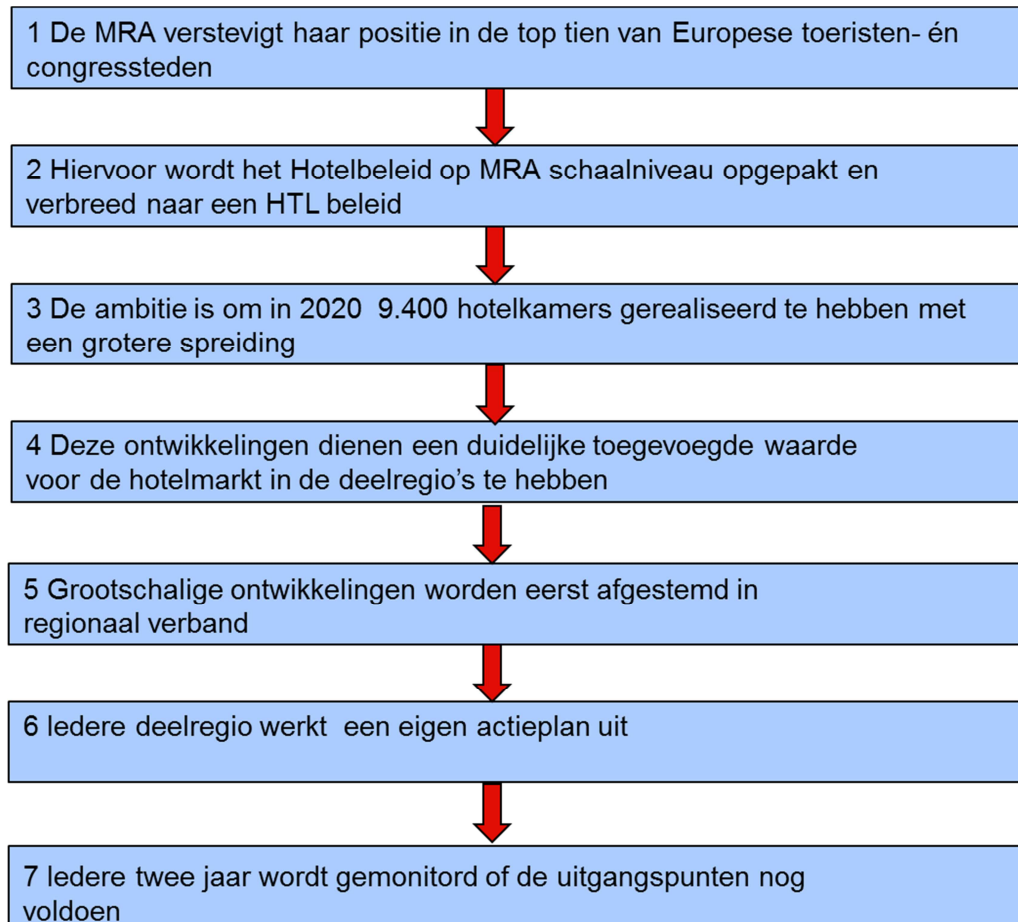 1 De MRA verstevigt haar positie in de top tien van Europese toeristen- én
congressteden
2 Hiervoor wordt het Hotelbeleid op MRA schaalniveau opgepakt en
verbreed naar een HTL beleid
3 De ambitie is om in 2020 9.400 hotelkamers gerealiseerd te hebben met
een grotere spreiding
4 Deze ontwikkelingen dienen een duidelijke toegevoegde waarde
voor de hotelmarkt in de deelregio's te hebben
5 Grootschalige ontwikkelingen worden eerst afgestemd in
regionaal verband
6 Iedere deelregio werkt een eigen actieplan uit
7 Iedere twee jaar wordt gemonitord of de uitgangspunten nog
voldoen